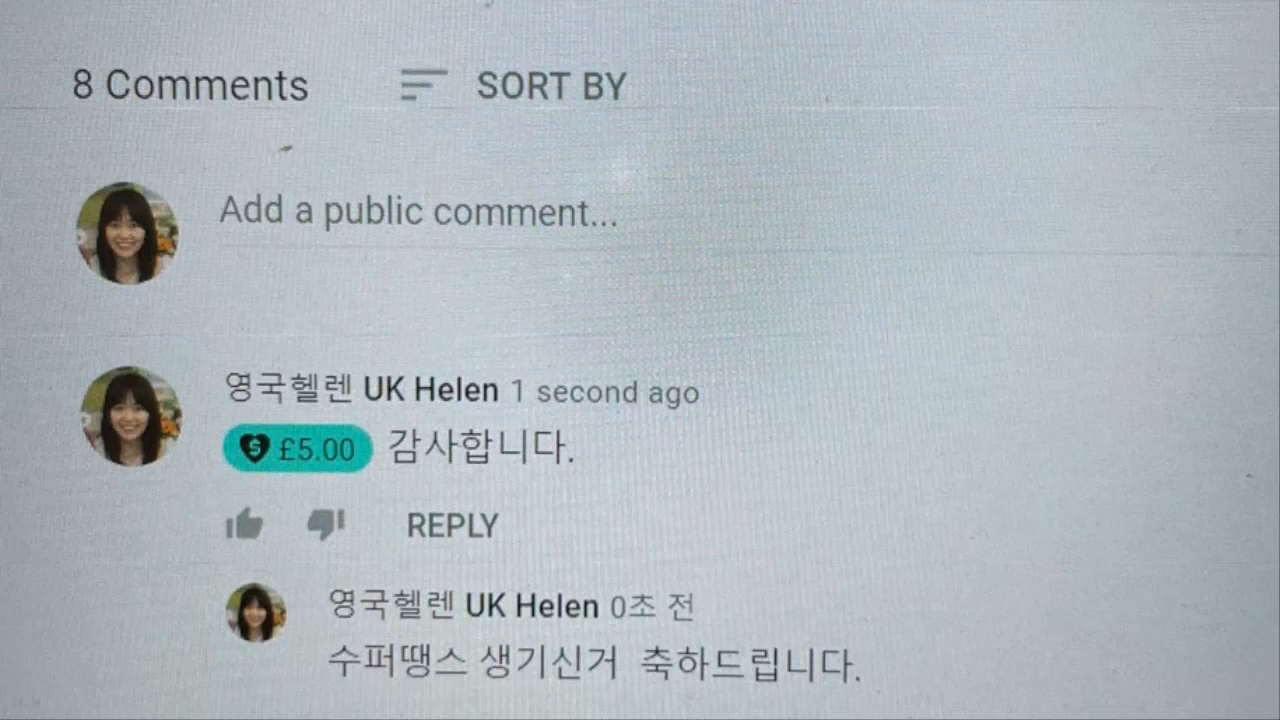 8 Comments SORT BY
Add a public comment...
영국헬렌 UK Helen 1 second ago
£5.00 감사합니다.
REPLY
영국헬렌 UK Helen 0초 전
수퍼땡스 생기신거 축하드립니다.